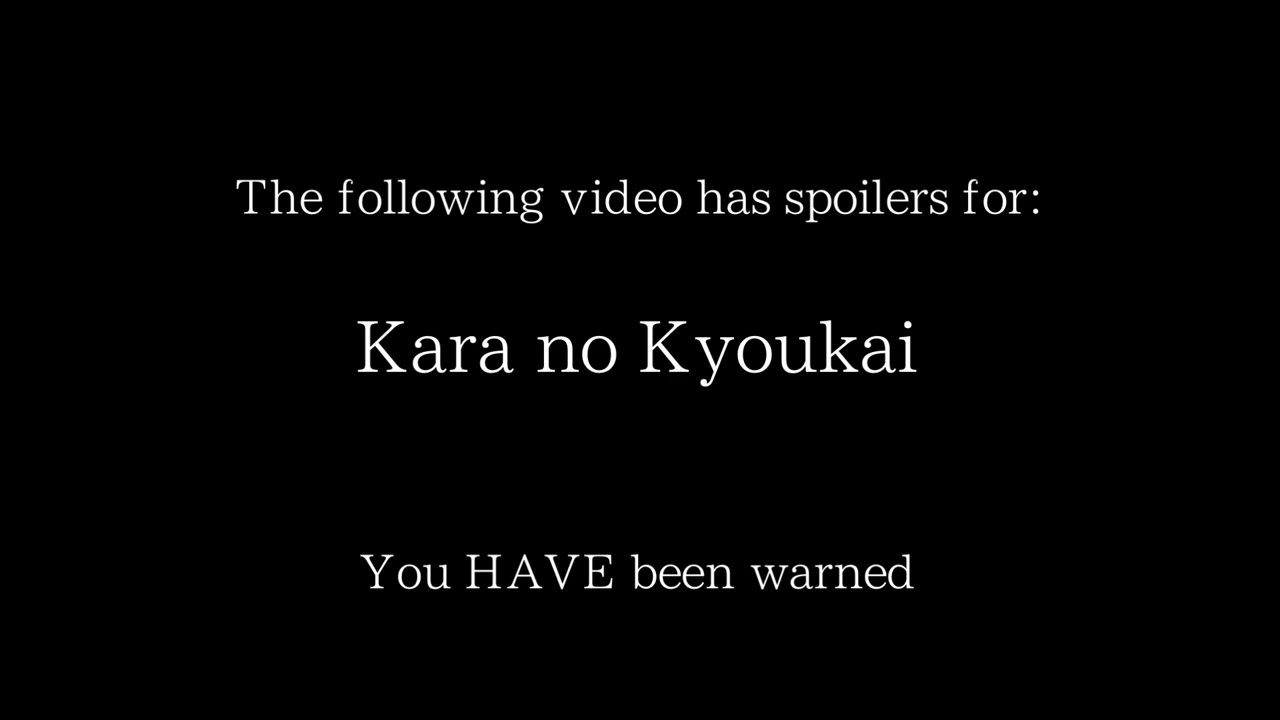 The following video has spoilers for:
Kara no Kyoukai
You HAVE been warned